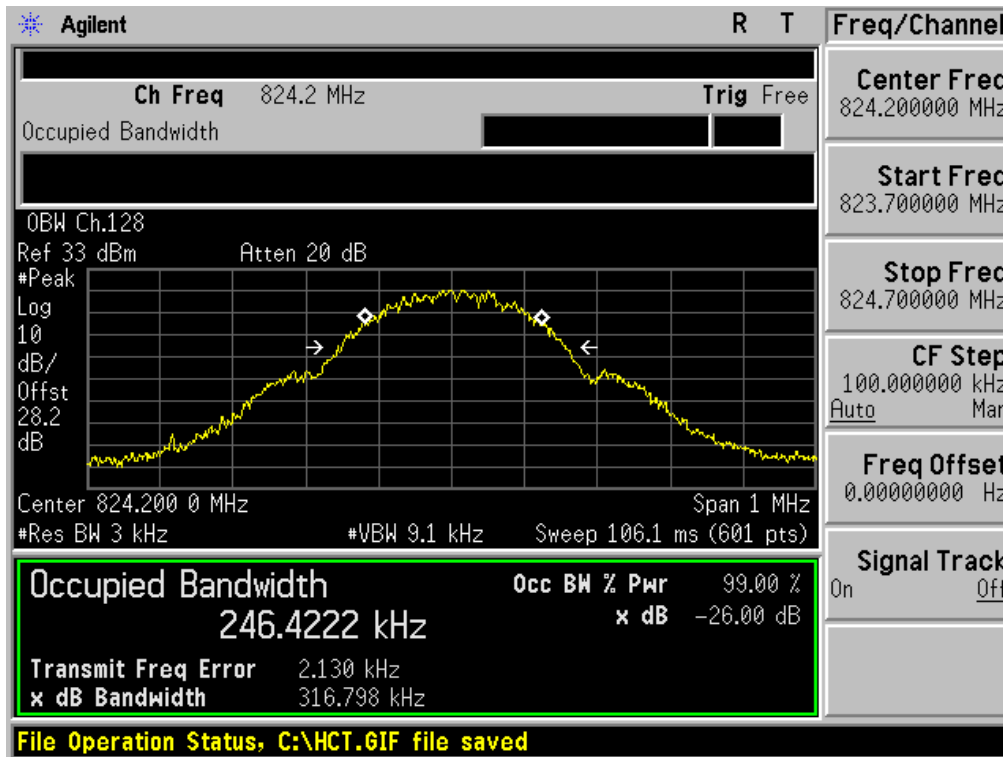 Agilent R T Freq/Channel
Ch Freq 824.2 MHz Trig Free
Occupied Bandwidth
Center Freq
824.200000 MHz
Start Freq
823.700000 MHz
Stop Freq
824.700000 MHz
CF Step
100.000000 kHz
Auto Man
Freq Offset
0.00000000 Hz
Signal Track
On Off
OBW Ch.128
Ref 33 dBm Atten 20 dB
#Peak
Log
10
dB/
Offst
28.2
dB
Center 824.200 0 MHz Span 1 MHz
#Res BW 3 kHz #VBW 9.1 kHz Sweep 106.1 ms (601 pts)
Occupied Bandwidth Occ BW % Pwr 99.00 %
246.4222 kHz x dB -26.00 dB
Transmit Freq Error 2.130 kHz
x dB Bandwidth 316.798 kHz
File Operation Status, C:\HCT.GIF file saved